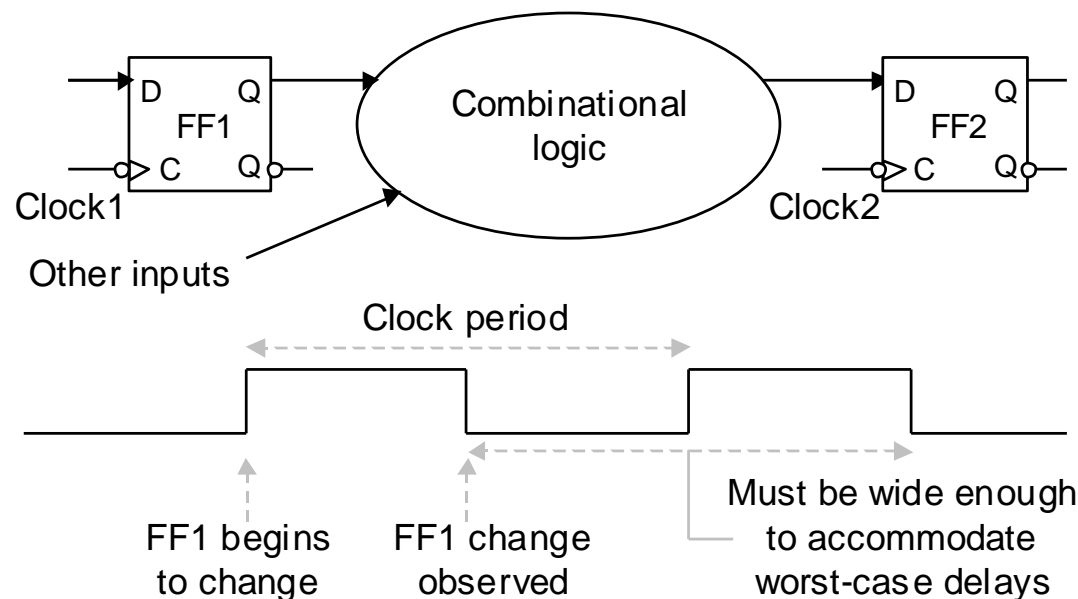 D Q
FF1
C Q
Clock1
Combinational
logic
D Q
FF2
C Q
Clock2
Other inputs
Clock period
FF1 begins
to change
FF1 change
observed
Must be wide enough
to accommodate
worst-case delays